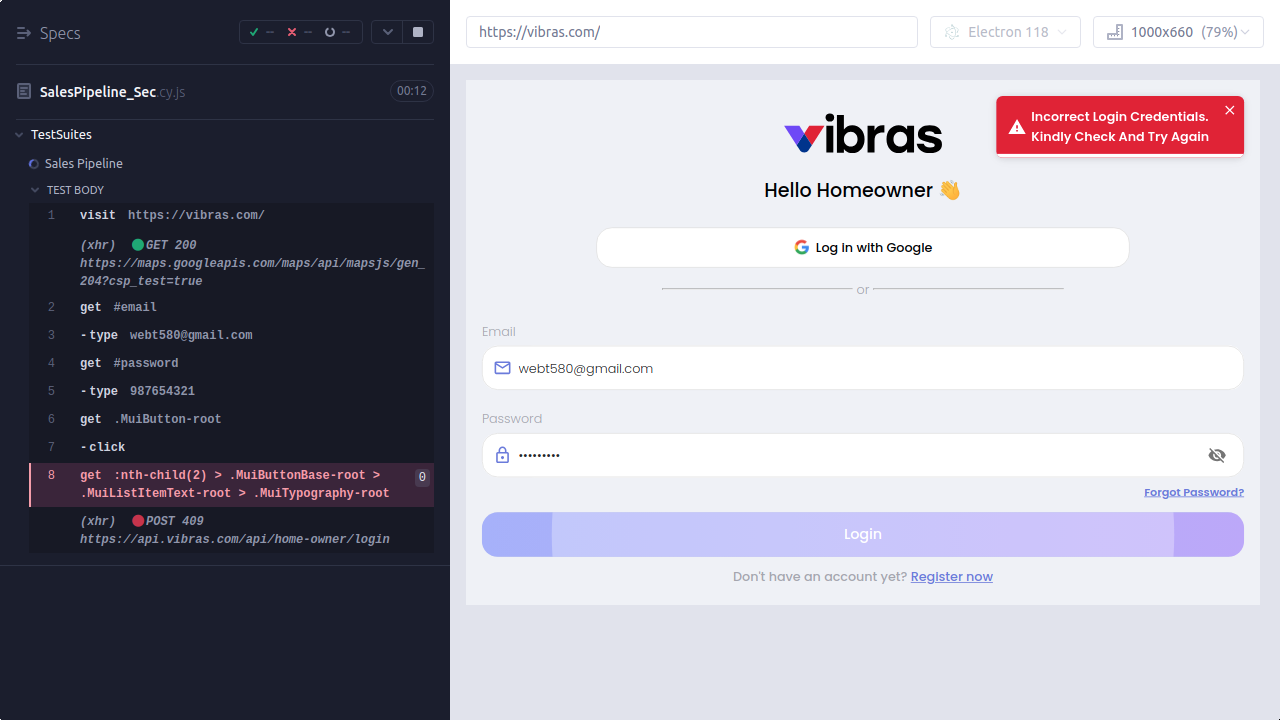 Specs
--
--
--
https://vibras.com/
Electron 118
1000x660 (79%)
SalesPipeline_Sec.cy.js
00:12
TestSuites
Sales Pipeline
TEST BODY
1 visit https://vibras.com/
(xhr) GET 200
https://maps.googleapis.com/maps/api/mapsjs/gen_
204?csp_test=true
2 get #email
3 -type webt580@gmail.com
4 get #password
5 -type 987654321
6 get .MuiButton-root
7 -click
8 get :nth-child(2) > .MuiButtonBase-root >
.MuiListItemText-root > .MuiTypography-root
0
(xhr) POST 409
https://api.vibras.com/api/home-owner/login
vibras
Incorrect Login Credentials.
Kindly Check And Try Again
Hello Homeowner 👋
Log in with Google
or
Email
webt580@gmail.com
Password
•••••••••
Forgot Password?
Login
Don't have an account yet? Register now